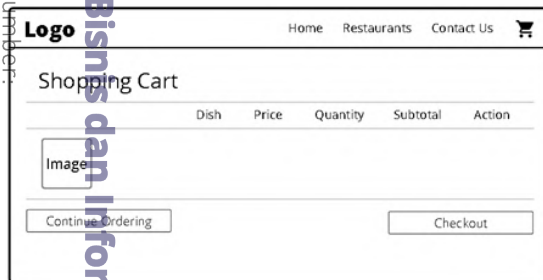 Logo Home Restaurants Contact Us
Shopping Cart
Dish Price Quantity Subtotal Action
Image
Continue Ordering Checkout
Bisnis dan Infor
umber: